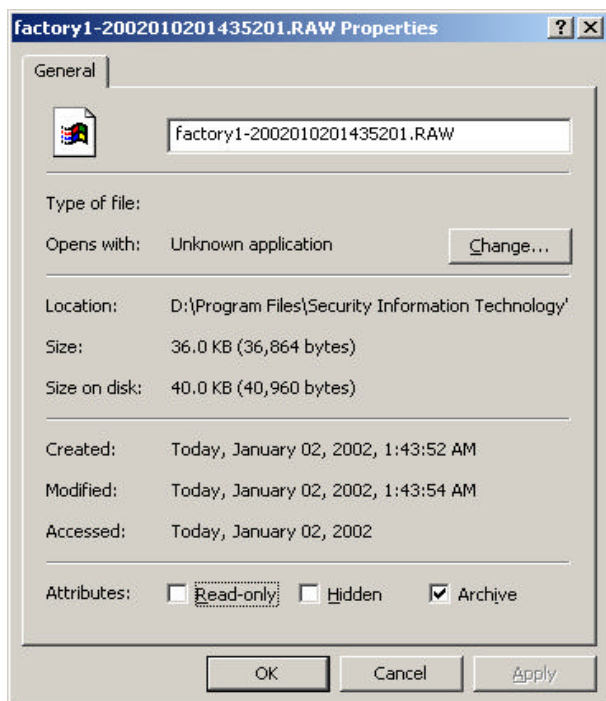 factory1-2002010201435201.RAW Properties
General
factory1-2002010201435201.RAW
Type of file:
Opens with: Unknown application Change...
Location: D:\Program Files\Security Information Technology'
Size: 36.0 KB (36,864 bytes)
Size on disk: 40.0 KB (40,960 bytes)
Created: Today, January 02, 2002, 1:43:52 AM
Modified: Today, January 02, 2002, 1:43:54 AM
Accessed: Today, January 02, 2002
Attributes: Read-only Hidden Archive
OK Cancel Apply